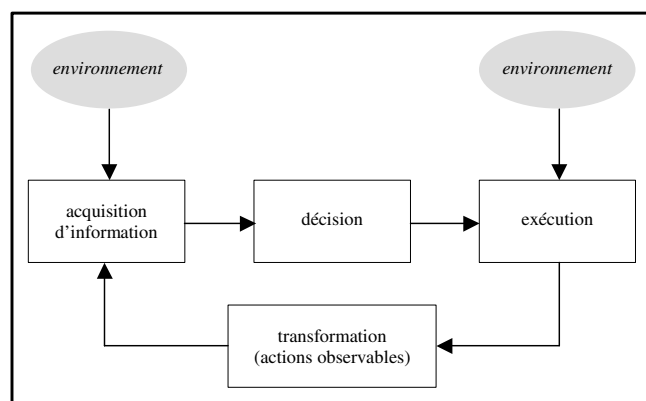 environnement
environnement
acquisition
d’information
décision
exécution
transformation
(actions observables)